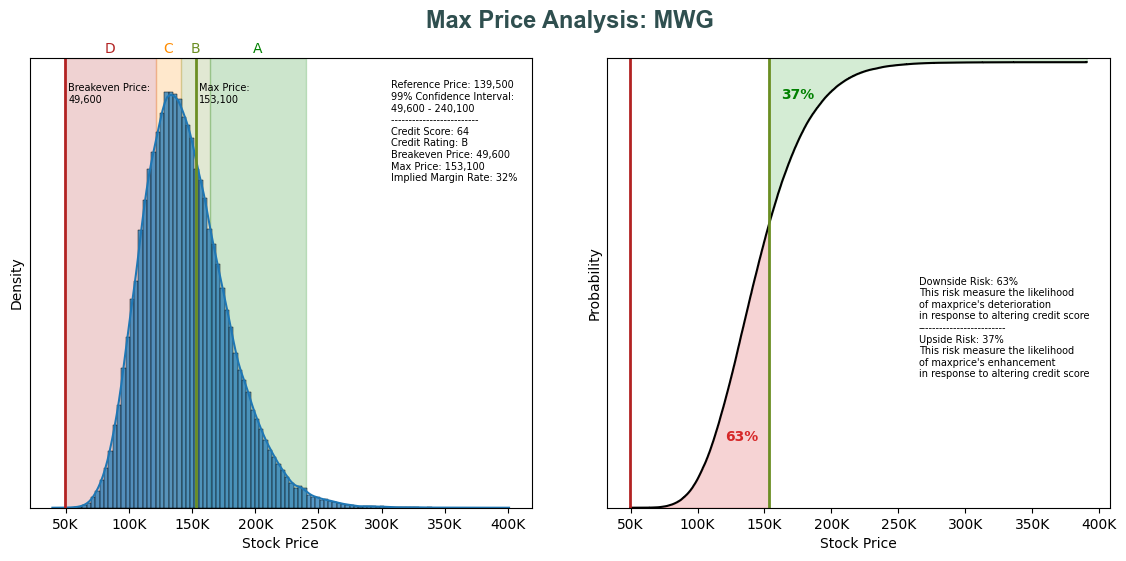 Max Price Analysis: MWG
D
C
B
A
Breakeven Price:
49,600
Max Price:
153,100
Reference Price: 139,500
99% Confidence Interval:
49,600 - 240,100
--------------------------
Credit Score: 64
Credit Rating: B
Breakeven Price: 49,600
Max Price: 153,100
Implied Margin Rate: 32%
Density
50K
100K
150K
200K
250K
300K
350K
400K
Stock Price
37%
63%
Downside Risk: 63%
This risk measure the likelihood
of maxprice's deterioration
in response to altering credit score
--------------------------
Upside Risk: 37%
This risk measure the likelihood
of maxprice's enhancement
in response to altering credit score
Probability
50K
100K
150K
200K
250K
300K
350K
400K
Stock Price